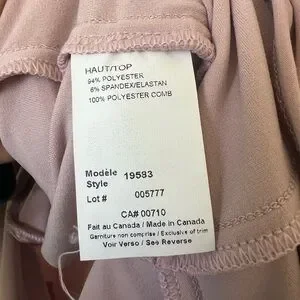 HAUT/TOP
94% POLYESTER
6% SPANDEX/ELASTAN
100% POLYESTER COMB
Modèle
Style 19583
Lot # 005777
CA# 00710
Fait au Canada / Made in Canada
Garniture non comprise / Exclusive of trim
Voir Verso / See Reverse